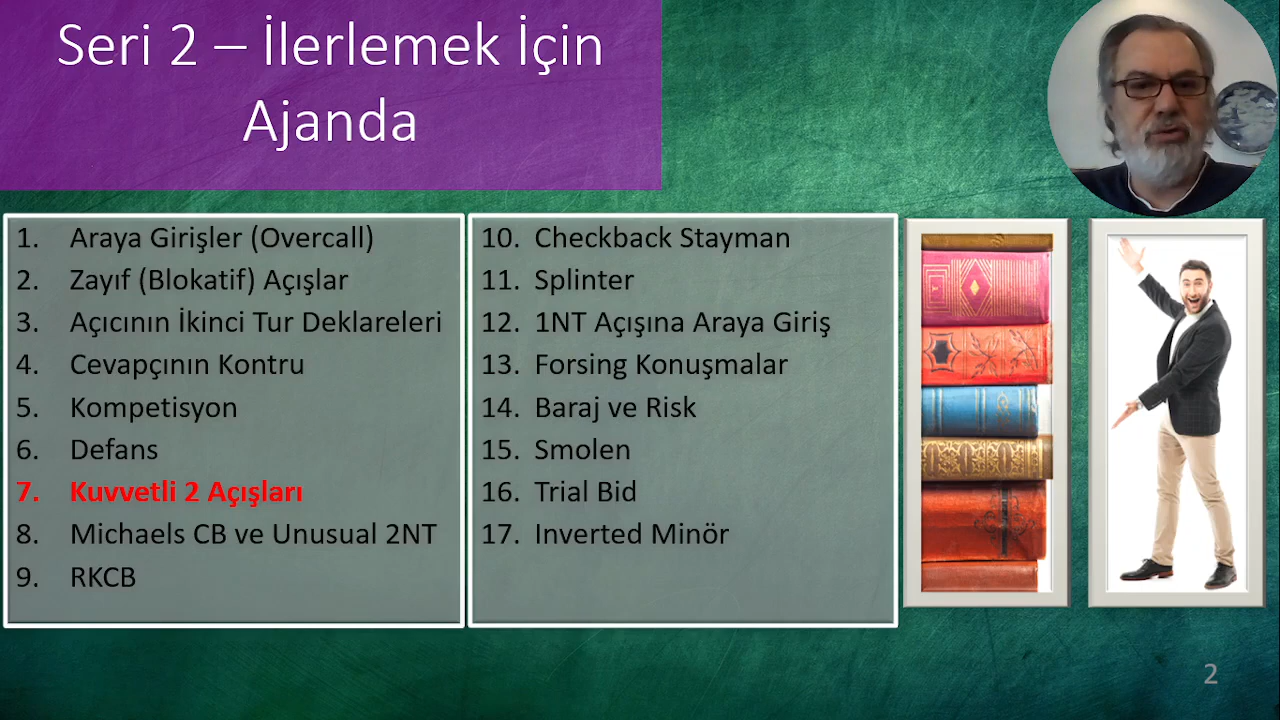 Seri 2 – İlerlemek İçin
Ajanda
1. Araya Girişler (Overcall)
2. Zayıf (Blokatif) Açışlar
3. Açıcının İkinci Tur Deklareleri
4. Cevapçının Kontru
5. Kompetisyon
6. Defans
7. Kuvvetli 2 Açışları
8. Michaels CB ve Unusual 2NT
9. RKCB
10. Checkback Stayman
11. Splinter
12. 1NT Açışına Araya Giriş
13. Forsing Konuşmalar
14. Baraj ve Risk
15. Smolen
16. Trial Bid
17. Inverted Minör
2